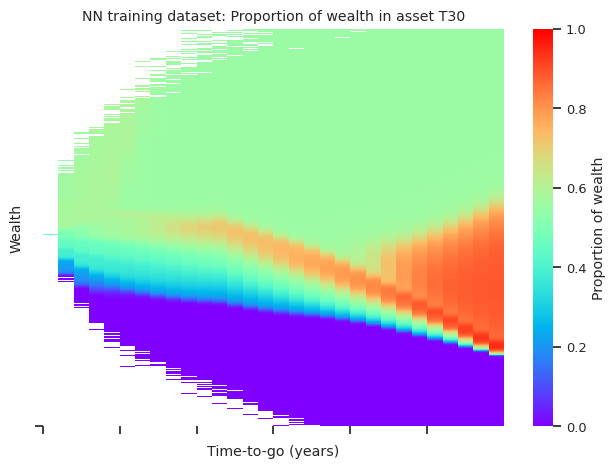 NN training dataset: Proportion of wealth in asset T30
1.0
0.8
0.6
0.4
0.2
0.0
Proportion of wealth
Wealth
Time-to-go (years)